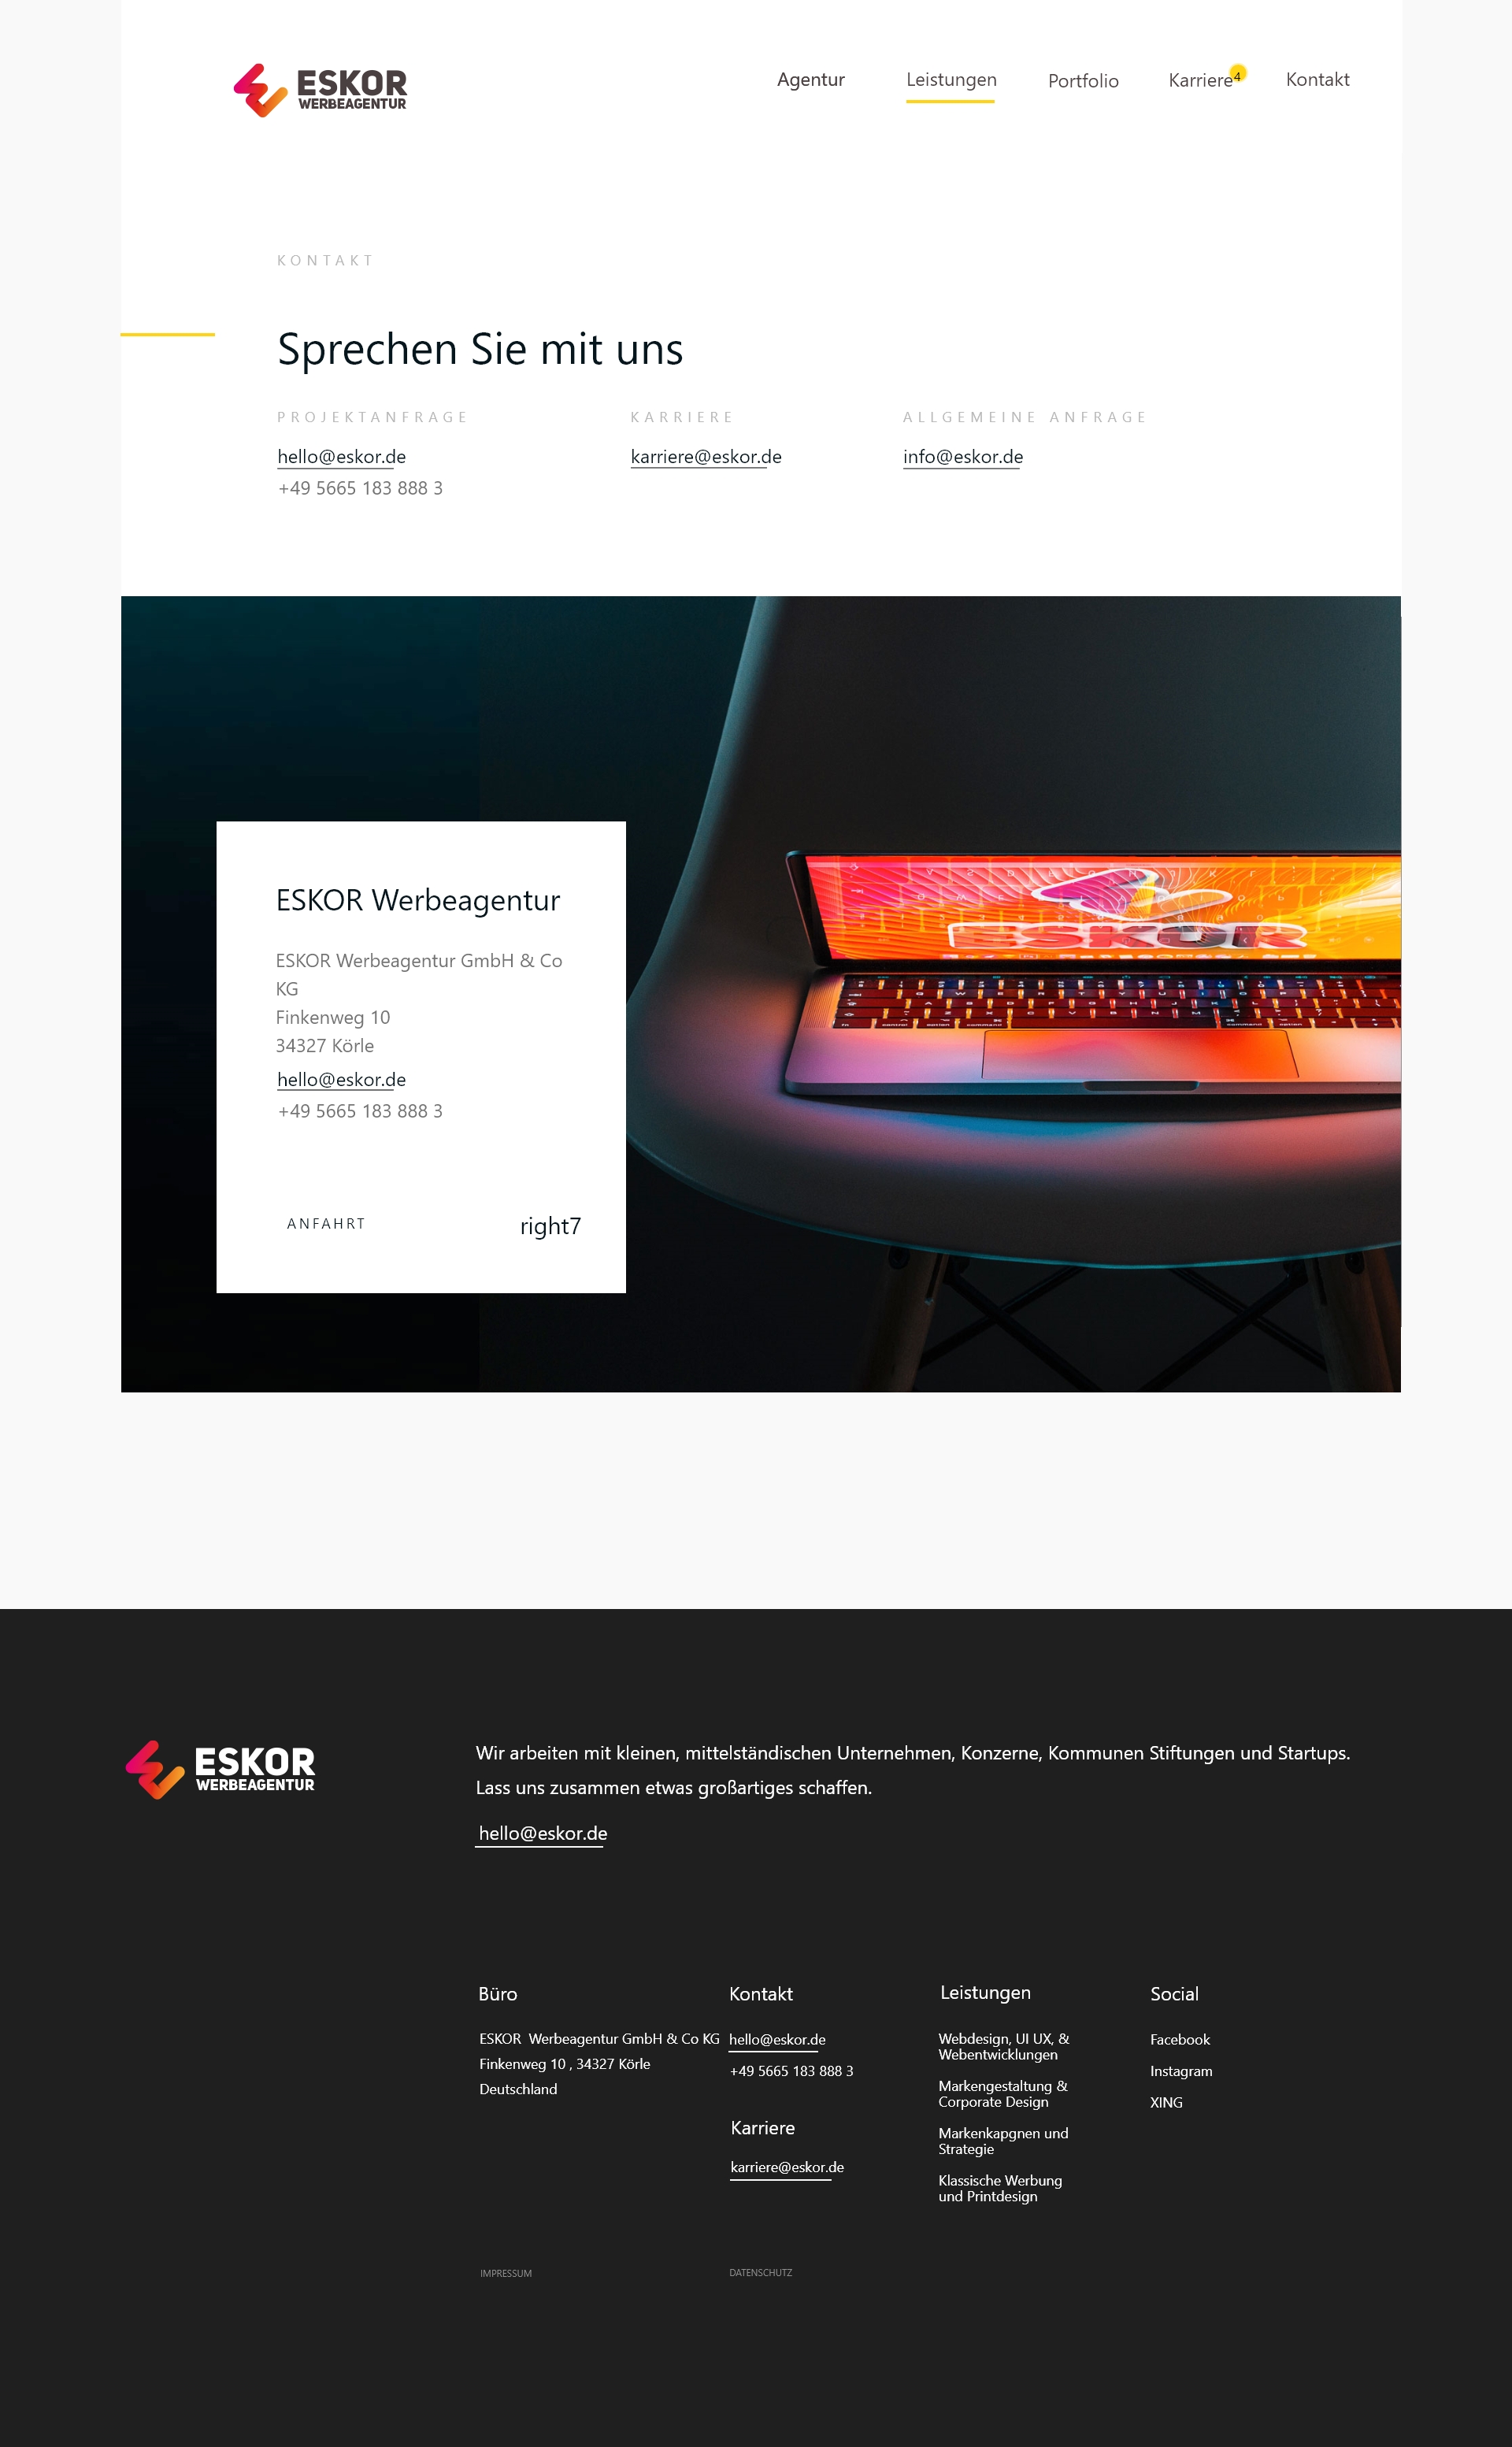 ESKOR
WERBEAGENTUR
Agentur
Leistungen
Portfolio
Karriere 4
Kontakt
KONTAKT
Sprechen Sie mit uns
PROJEKTANFRAGE
hello@eskor.de
+49 5665 183 888 3
KARRIERE
karriere@eskor.de
ALLGEMEINE ANFRAGE
info@eskor.de
ESKOR Werbeagentur
ESKOR Werbeagentur GmbH & Co
KG
Finkenweg 10
34327 Körle
hello@eskor.de
+49 5665 183 888 3
ANFAHRT
right7
ESKOR
WERBEAGENTUR
Wir arbeiten mit kleinen, mittelständischen Unternehmen, Konzerne, Kommunen Stiftungen und Startups.
Lass uns zusammen etwas großartiges schaffen.
hello@eskor.de
Büro
ESKOR Werbeagentur GmbH & Co KG
Finkenweg 10 , 34327 Körle
Deutschland
Kontakt
hello@eskor.de
+49 5665 183 888 3
Karriere
karriere@eskor.de
Leistungen
Webdesign, UI UX, &
Webentwicklungen
Markengestaltung &
Corporate Design
Markenkapgnen und
Strategie
Klassische Werbung
und Printdesign
Social
Facebook
Instagram
XING
IMPRESSUM
DATENSCHUTZ